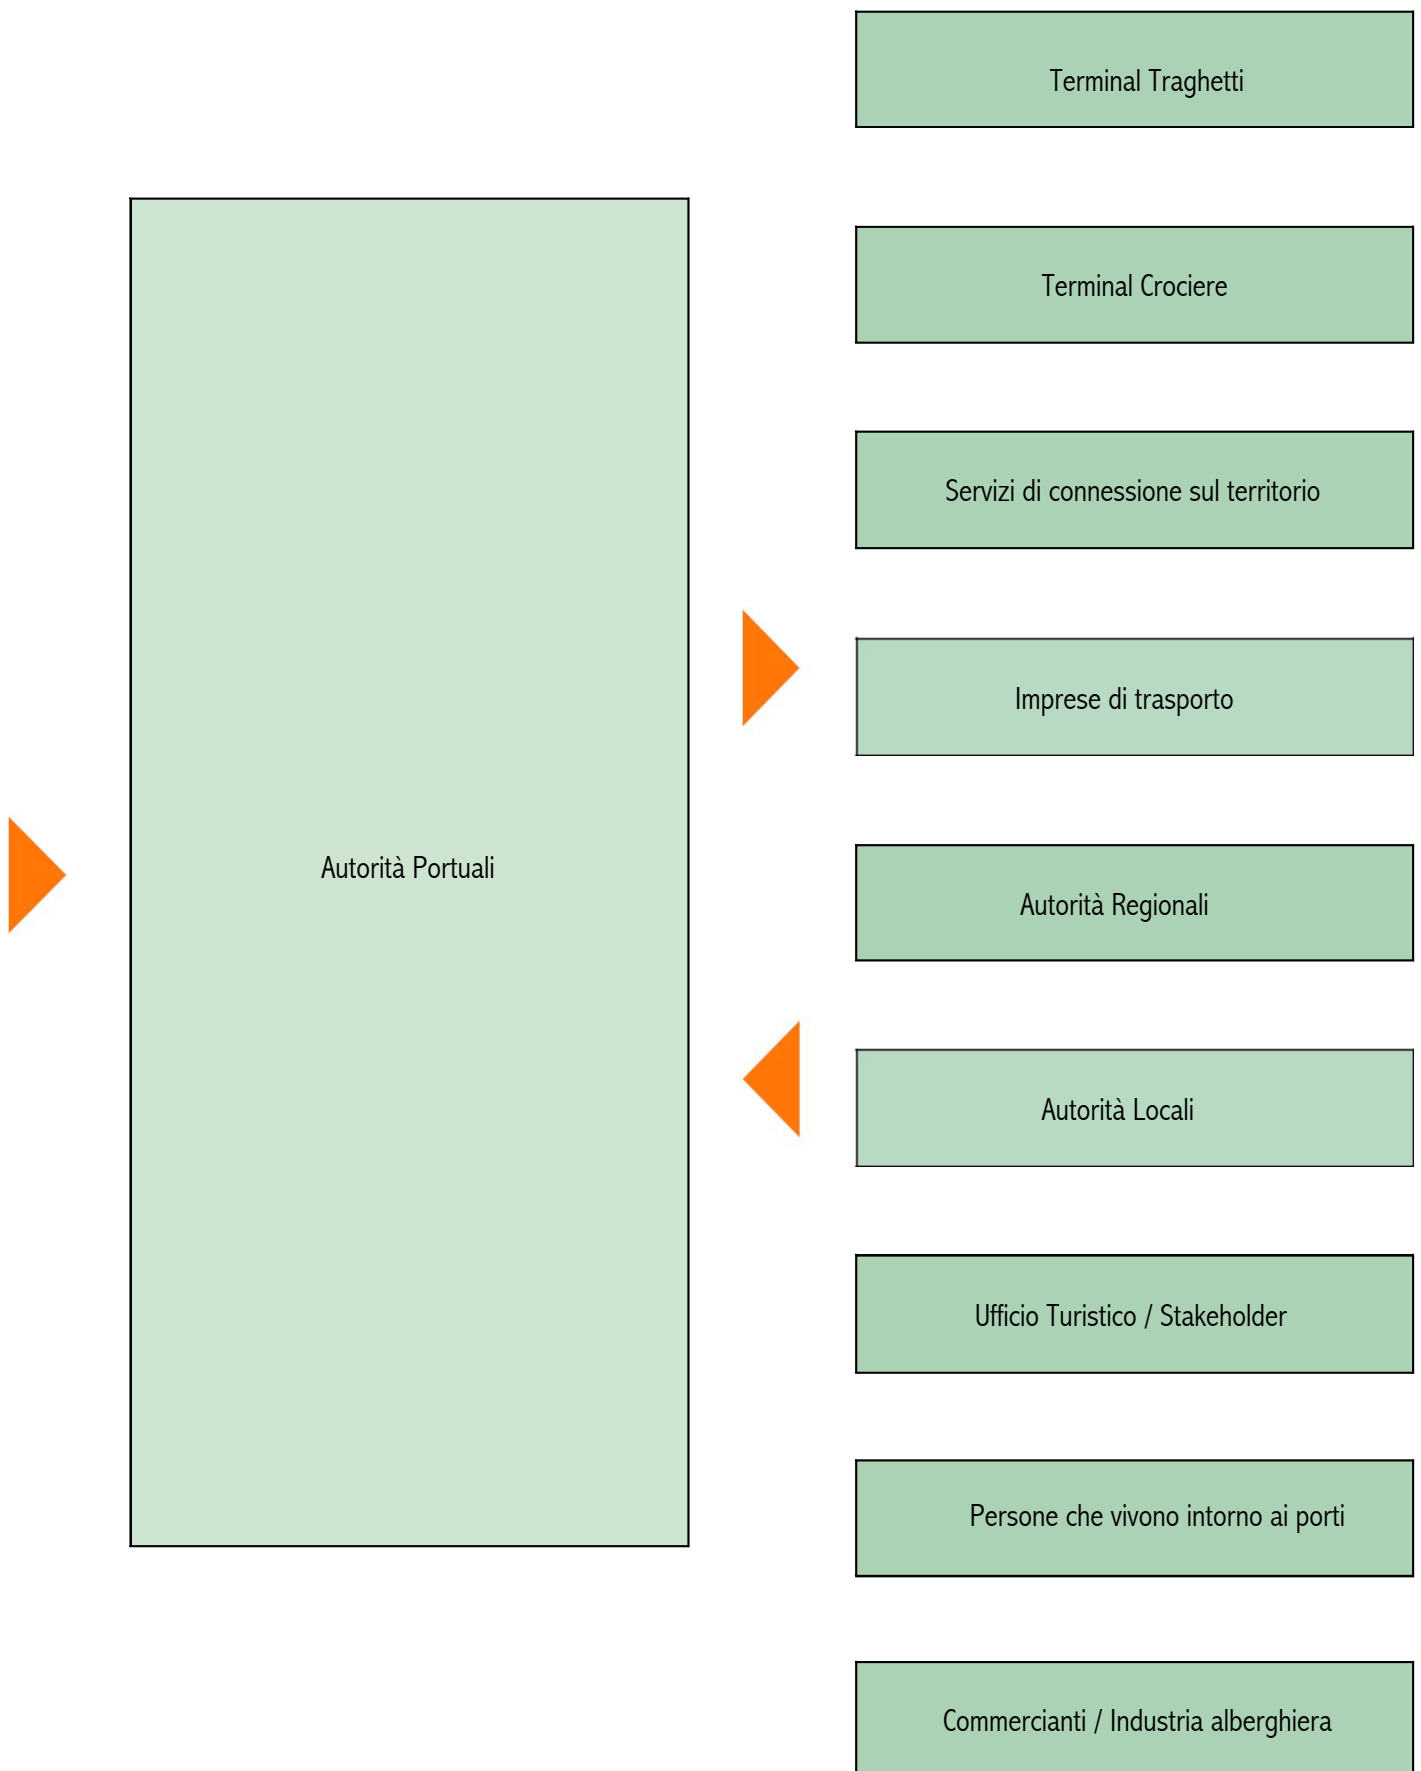 Terminal Traghetti
Terminal Crociere
Servizi di connessione sul territorio
Imprese di trasporto
Autorità Portuali
Autorità Regionali
Autorità Locali
Ufficio Turistico / Stakeholder
Persone che vivono intorno ai porti
Commercianti / Industria alberghiera